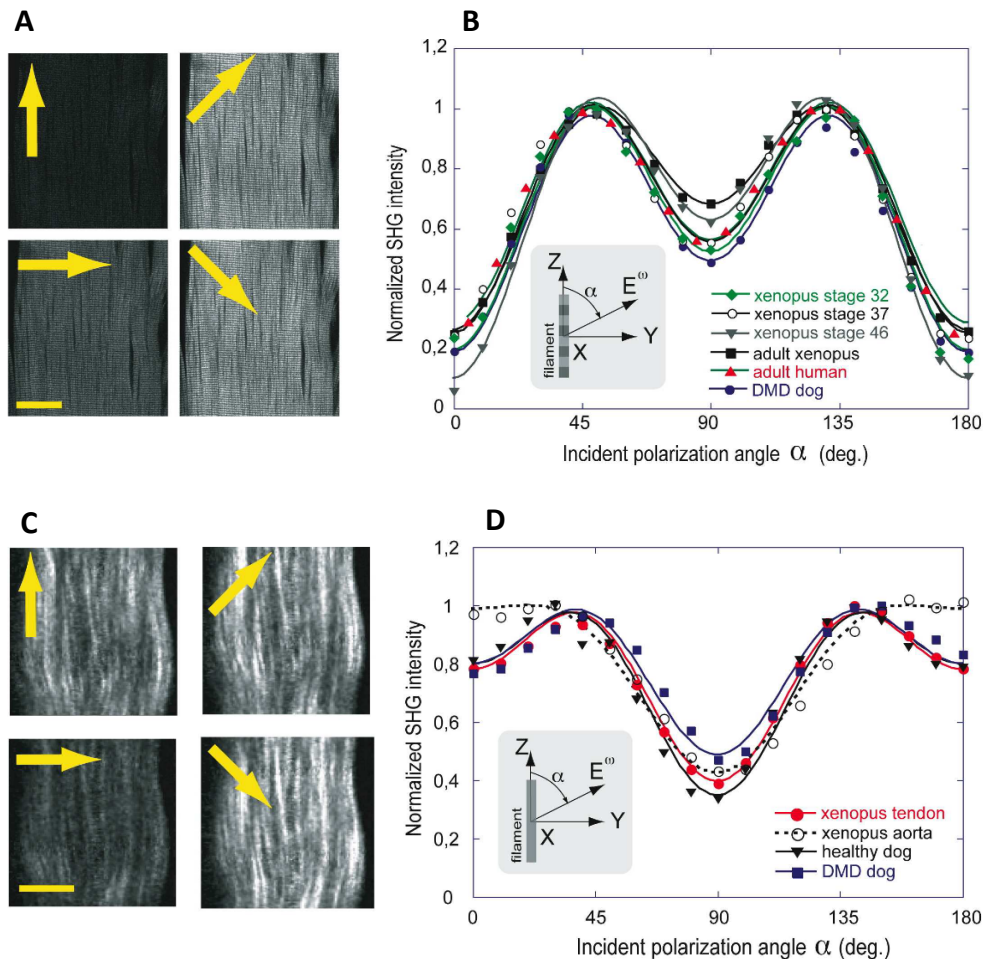 A
B
1,2
1
0,8
0,6
0,4
0,2
0
Normalized SHG intensity
Z
α
E ω
X
Y
filament
xenopus stage 32
xenopus stage 37
xenopus stage 46
adult xenopus
adult human
DMD dog
0
45
90
135
180
Incident polarization angle α (deg.)
C
D
1,2
1
0,8
0,6
0,4
0,2
0
Normalized SHG intensity
Z
α
E ω
X
Y
filament
xenopus tendon
xenopus aorta
healthy dog
DMD dog
0
45
90
135
180
Incident polarization angle α (deg.)